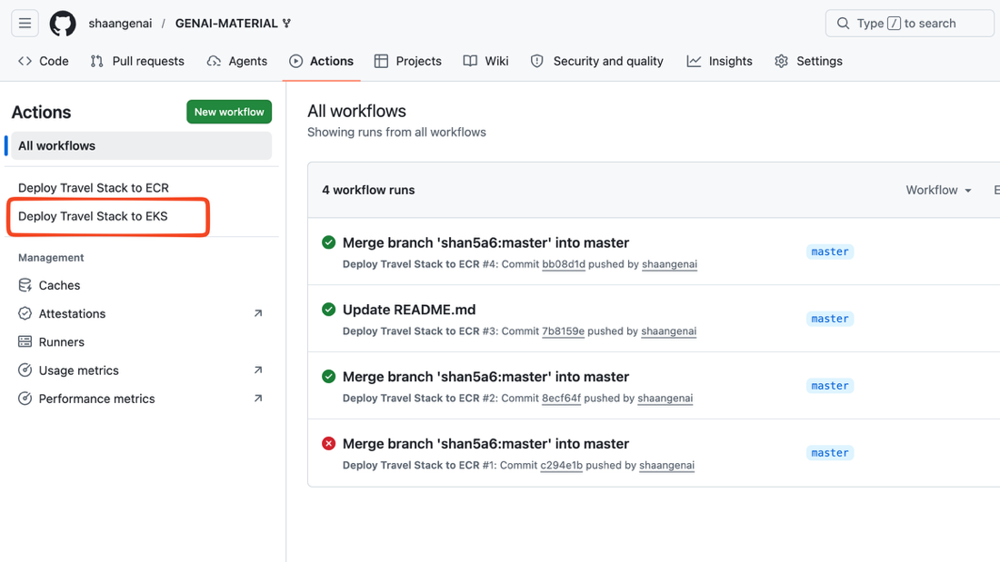 shaangenai / GENAI-MATERIAL
Type / to search
Code Pull requests Agents Actions Projects Wiki Security and quality Insights Settings
Actions
New workflow
All workflows
Deploy Travel Stack to ECR
Deploy Travel Stack to EKS
Management
Caches
Attestations
Runners
Usage metrics
Performance metrics
All workflows
Showing runs from all workflows
4 workflow runs
Workflow
E
Merge branch 'shan5a6:master' into master
Deploy Travel Stack to ECR #4: Commit bb08d1d pushed by shaangenai
master
Update README.md
Deploy Travel Stack to ECR #3: Commit 7b8159e pushed by shaangenai
master
Merge branch 'shan5a6:master' into master
Deploy Travel Stack to ECR #2: Commit 8ecf64f pushed by shaangenai
master
Merge branch 'shan5a6:master' into master
Deploy Travel Stack to ECR #1: Commit c294e1b pushed by shaangenai
master